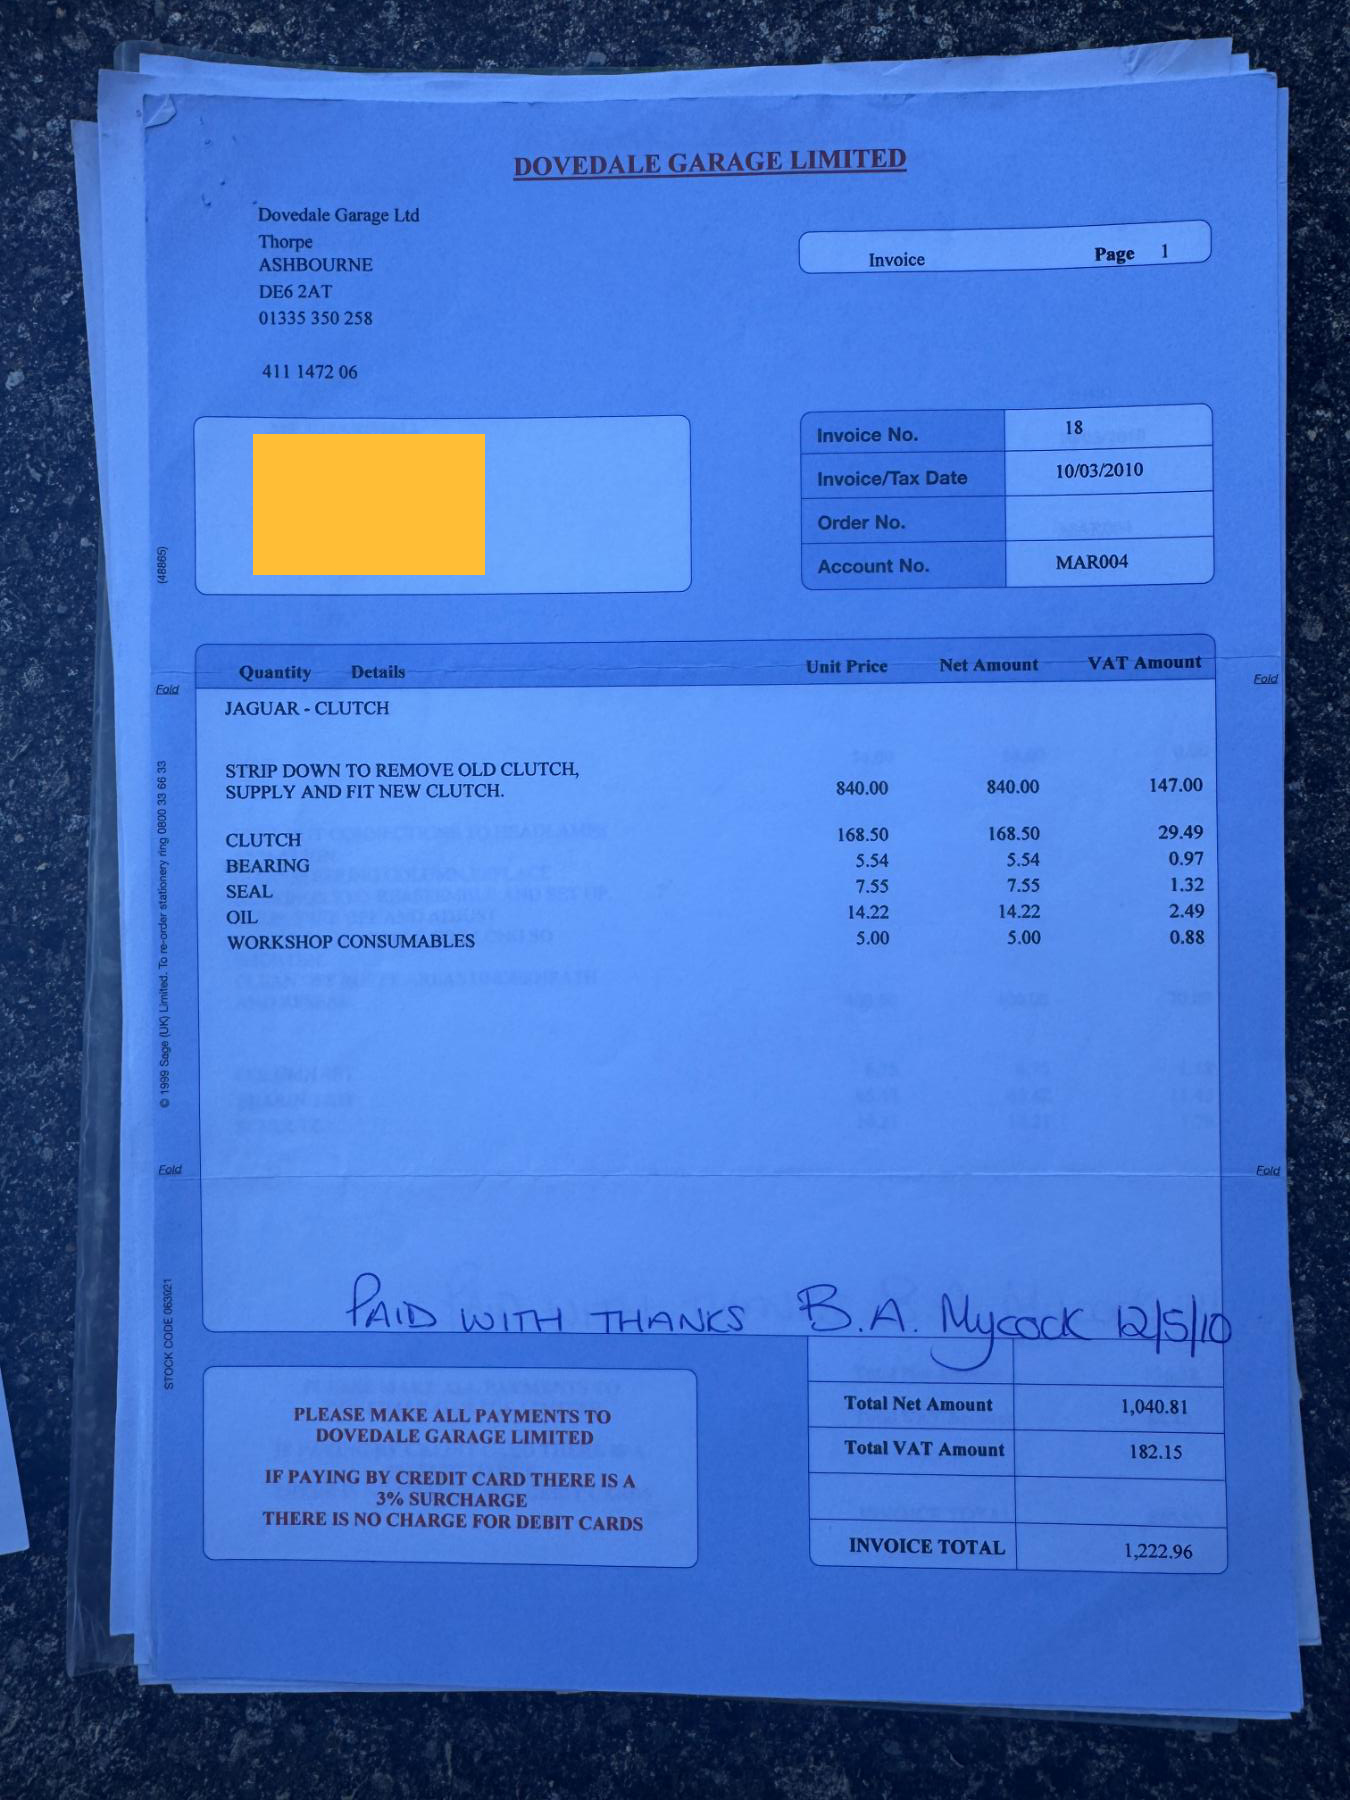 DOVEDALE GARAGE LIMITED
Dovedale Garage Ltd
Thorpe
ASHBOURNE
DE6 2AT
01335 350 258
411 1472 06
Invoice Page 1
Invoice No. 18
Invoice/Tax Date 10/03/2010
Order No.
Account No. MAR004
(48865)
Quantity Details Unit Price Net Amount VAT Amount
Fold Fold
JAGUAR - CLUTCH
STRIP DOWN TO REMOVE OLD CLUTCH,
SUPPLY AND FIT NEW CLUTCH. 840.00 840.00 147.00
CLUTCH 168.50 168.50 29.49
BEARING 5.54 5.54 0.97
SEAL 7.55 7.55 1.32
OIL 14.22 14.22 2.49
WORKSHOP CONSUMABLES 5.00 5.00 0.88
© 1999 Sage (UK) Limited. To re-order stationery ring 0800 33 66 33
Fold Fold
STOCK CODE 063021
PAID WITH THANKS B.A. Mycock 12/5/10
PLEASE MAKE ALL PAYMENTS TO
DOVEDALE GARAGE LIMITED
IF PAYING BY CREDIT CARD THERE IS A
3% SURCHARGE
THERE IS NO CHARGE FOR DEBIT CARDS
Total Net Amount 1,040.81
Total VAT Amount 182.15
INVOICE TOTAL 1,222.96